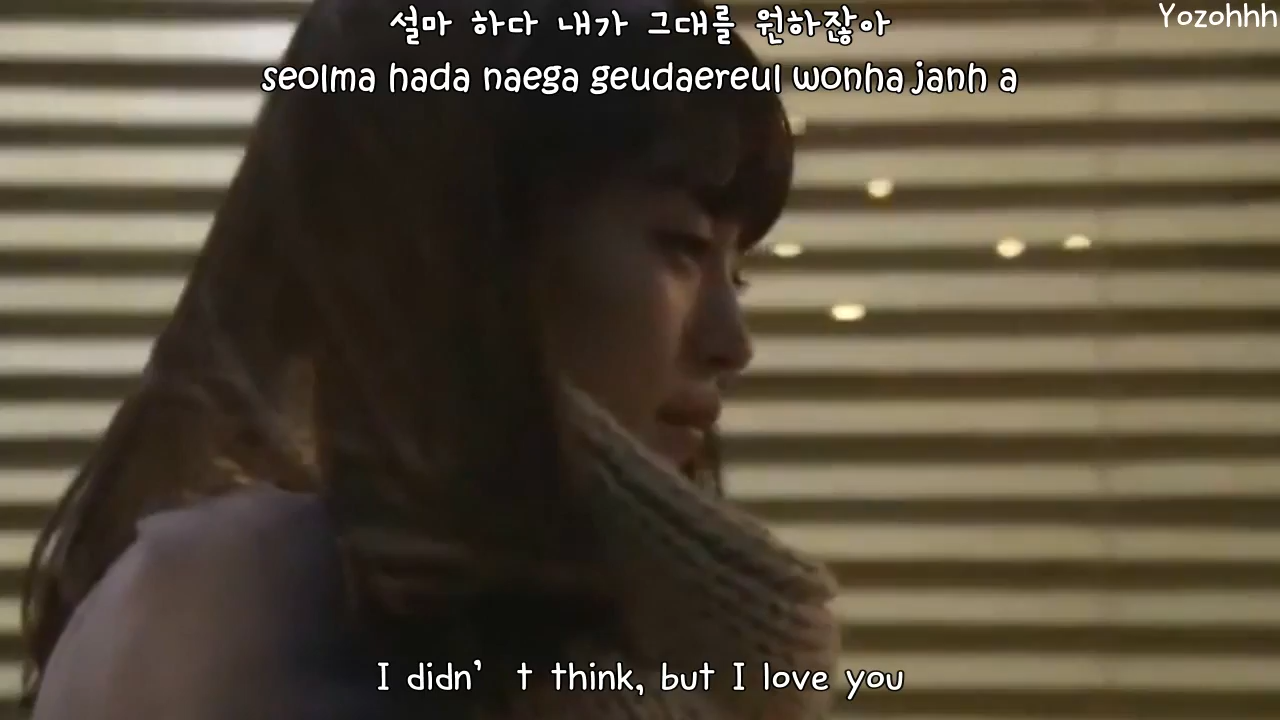 설마 하다 내가 그대를 원하잖아
Yozohhh
seolma hada naega geudaereul wonha janh a
I didn’t think, but I love you